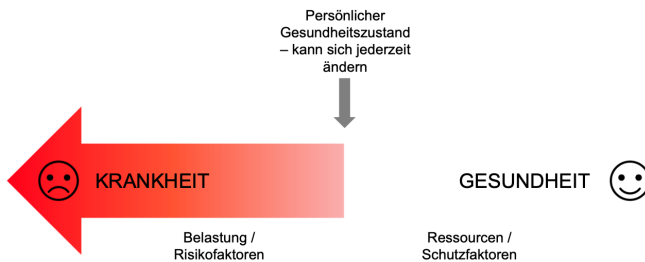 Persönlicher
Gesundheitszustand
– kann sich jederzeit
ändern
KRANKHEIT
GESUNDHEIT
Belastung /
Risikofaktoren
Ressourcen /
Schutzfaktoren